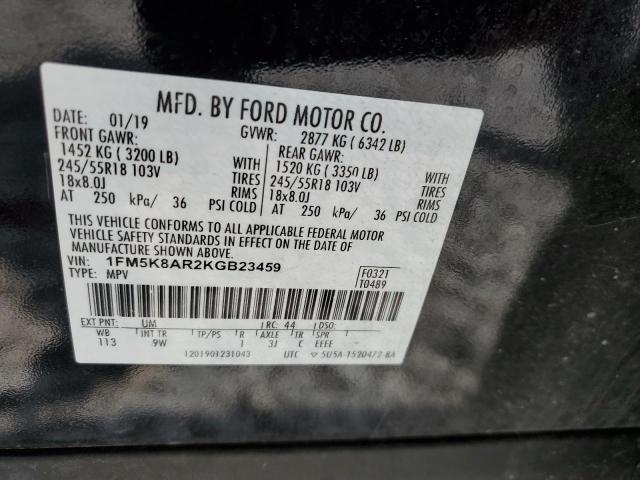 MFD. BY FORD MOTOR CO.
DATE: 01/19 GVWR: 2877 KG ( 6342 LB)
FRONT GAWR: REAR GAWR:
1452 KG ( 3200 LB) WITH 1520 KG ( 3350 LB) WITH
245/55R18 103V TIRES 245/55R18 103V TIRES
18x8.0J RIMS 18x8.0J RIMS
AT 250 kPa/ 36 PSI COLD AT 250 kPa/ 36 PSI COLD
THIS VEHICLE CONFORMS TO ALL APPLICABLE FEDERAL MOTOR
VEHICLE SAFETY STANDARDS IN EFFECT ON THE DATE OF
MANUFACTURE SHOWN ABOVE.
VIN: 1FM5K8AR2KGB23459 F0321
TYPE: MPV T0489
EXT PNT: UM RC: 44 DSO:
WB INT TR TP/PS R AXLE TR SPR
113 9W 1 3J C EEEE
1201901231043 UTC ▽ 5U5A-1520472-BA